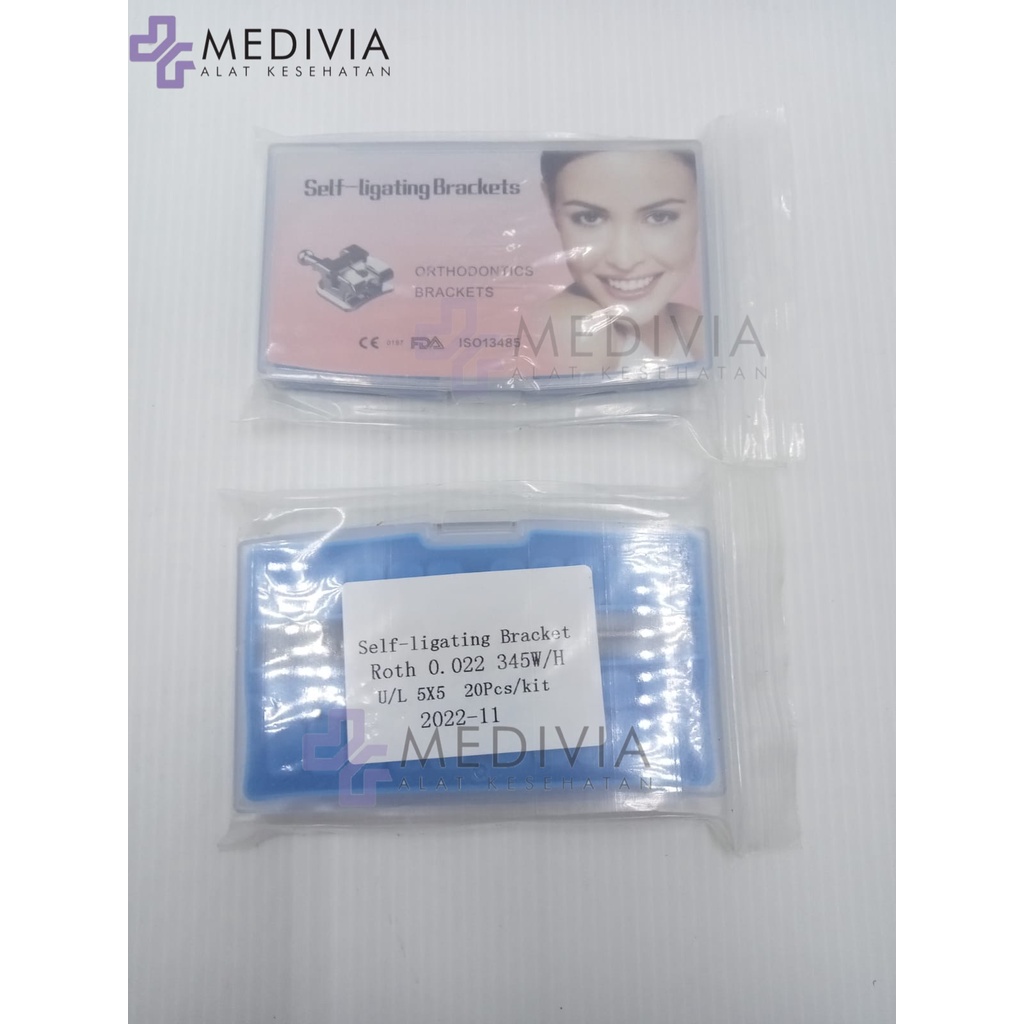 MEDIVIA
ALAT KESEHATAN
Self-ligating Brackets
ORTHODONTICS
BRACKETS
CE 0197 FDA ISO13485
MEDIVIA
ALAT KESEHATAN
Self-ligating Bracket
Roth 0.022 345W/H
U/L 5X5 20Pcs/kit
2022-11
MEDIVIA
ALAT KESEHATAN